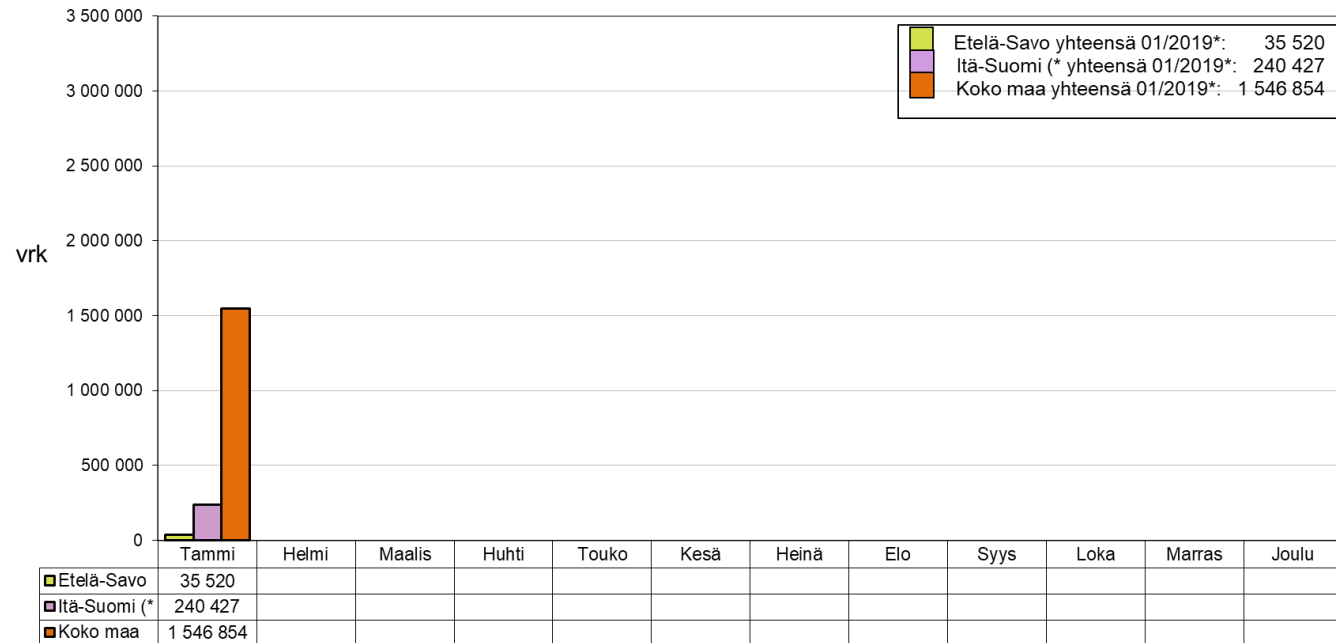 3 500 000
Etelä-Savo yhteensä 01/2019*: 35 520
Itä-Suomi (* yhteensä 01/2019*: 240 427
Koko maa yhteensä 01/2019*: 1 546 854
3 000 000
2 500 000
2 000 000
vrk
1 500 000
1 000 000
500 000
0
Tammi Helmi Maalis Huhti Touko Kesä Heinä Elo Syys Loka Marras Joulu
Etelä-Savo 35 520
Itä-Suomi (* 240 427
Koko maa 1 546 854